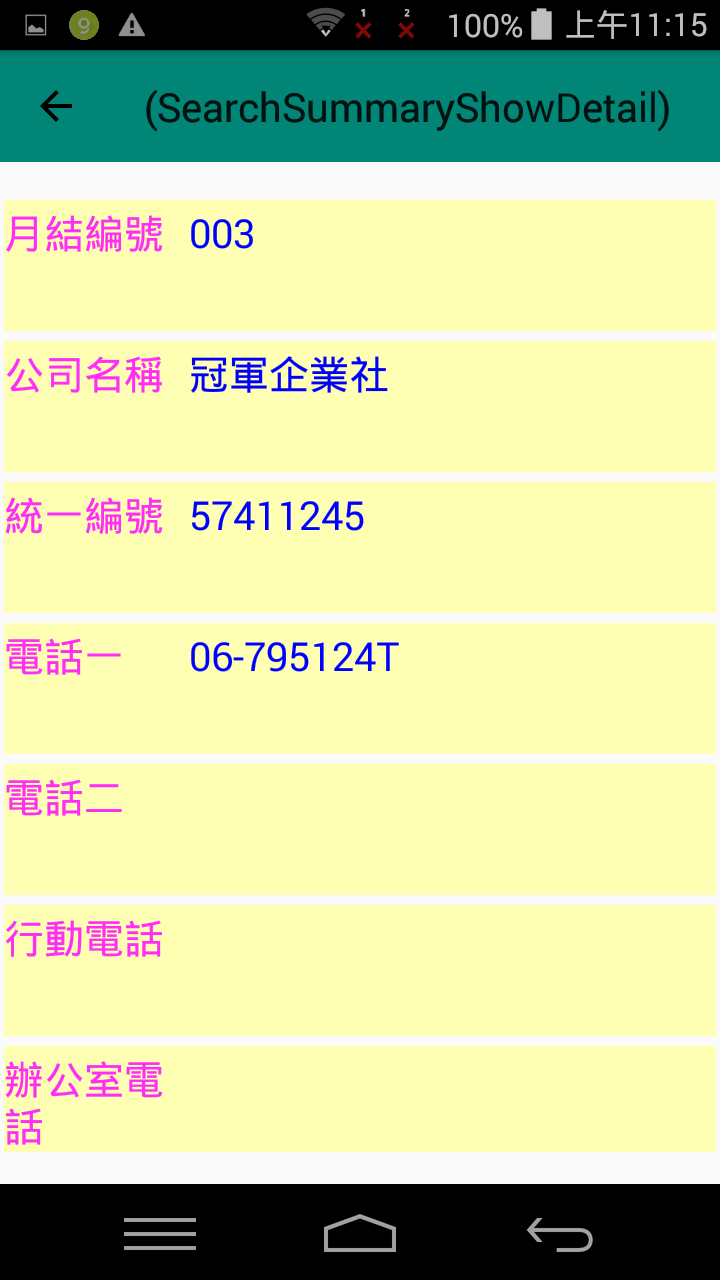 9
1
2
100%
上午11:15
(SearchSummaryShowDetail)
月結編號 003
公司名稱 冠軍企業社
統一編號 57411245
電話一 06-795124T
電話二
行動電話
辦公室電
話